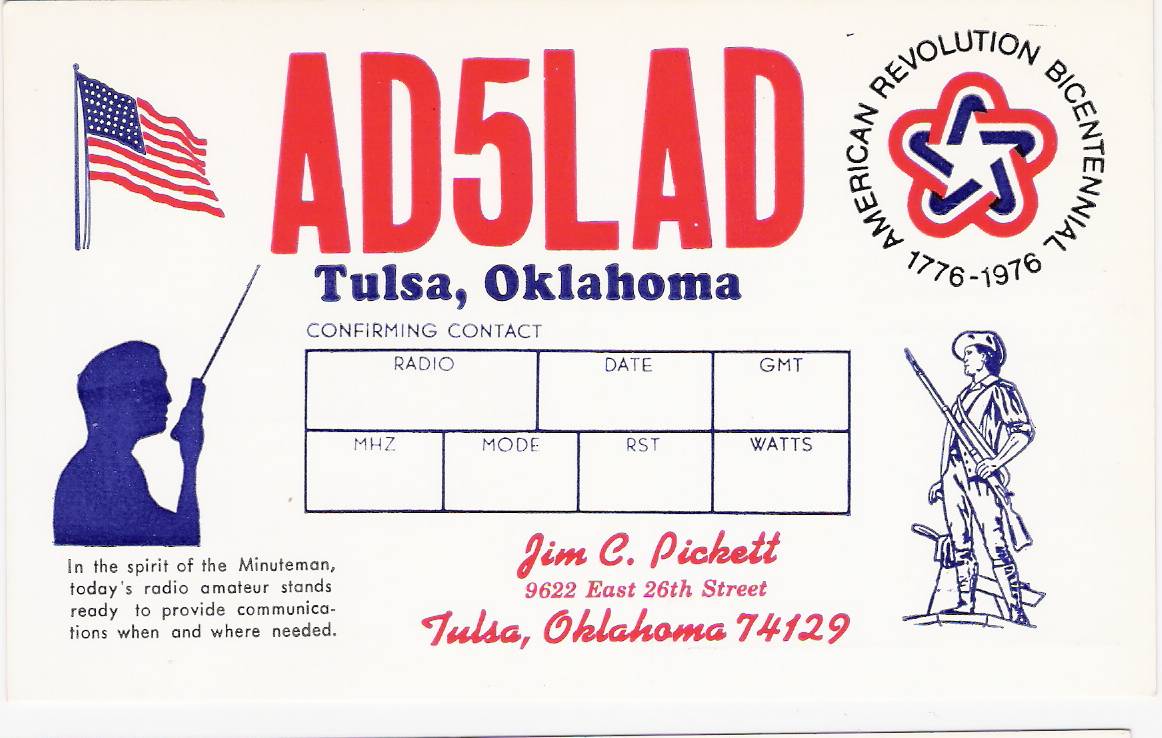 AD5LAD
AMERICAN REVOLUTION BICENTENNIAL
1776-1976
Tulsa, Oklahoma
CONFIRMING CONTACT
RADIO DATE GMT
MHZ MODE RST WATTS
In the spirit of the Minuteman,
today's radio amateur stands
ready to provide communica-
tions when and where needed.
Jim C. Pickett
9622 East 26th Street
Tulsa, Oklahoma 74129